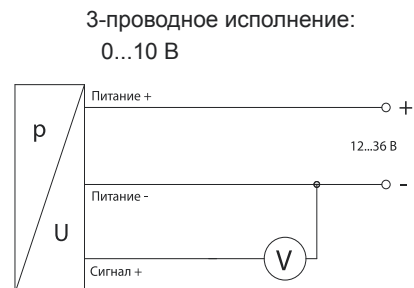 3-проводное исполнение:
0...10 В
Питание +
+
p
12...36 В
Питание -
-
U
V
Сигнал +